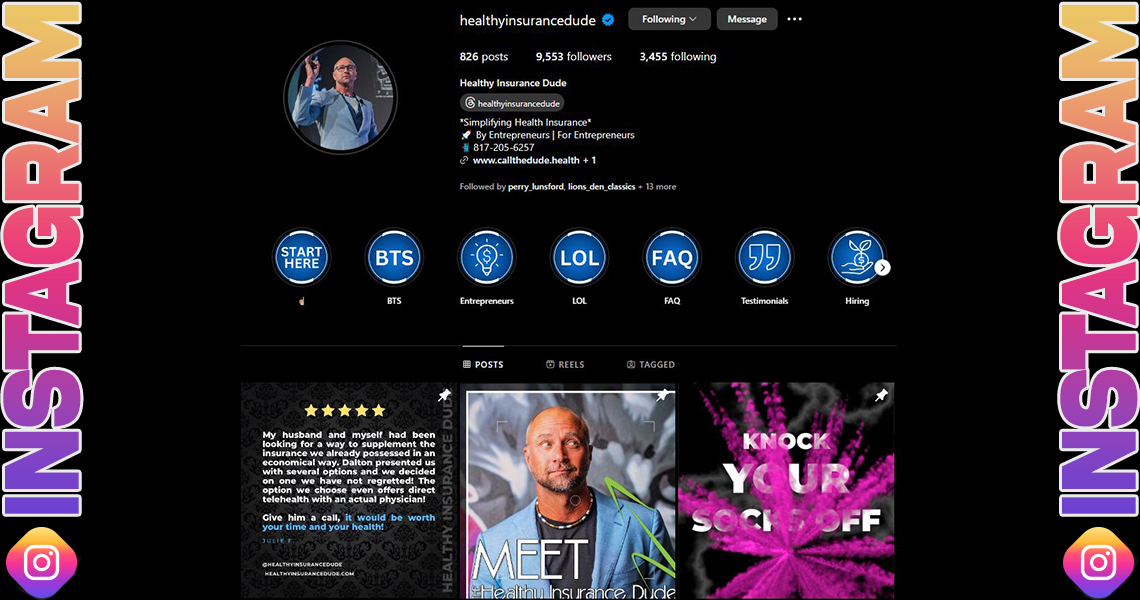 INSTAGRAM
healthyinsurancedude
Following
Message
826 posts
9,553 followers
3,455 following
Healthy Insurance Dude
healthyinsurancedude
*Simplifying Health Insurance*
🚀 By Entrepreneurs | For Entrepreneurs
817-205-6257
www.callthedude.health + 1
Followed by perry_lunsford, lions_den_classics + 13 more
START
HERE
BTS
LOL
FAQ
BTS
Entrepreneurs
LOL
FAQ
Testimonials
Hiring
POSTS
REELS
TAGGED
My husband and myself had been
looking for a way to supplement the
insurance we already possessed in an
economical way. Dalton presented us
with several options and we decided
on one we have not regretted! The
option we choose even offers direct
telehealth with an actual physician!
Give him a call, it would be worth
your time and your health!
JULIE F.
@HEALTHYINSURANCEDUDE
HEALTHYINSURANCEDUDE.COM
HEALTHY INSURANCE DUDE
MEET
#Healthy Insurance Dude
KNOCK
YOUR
SOCKS OFF
INSTAGRAM